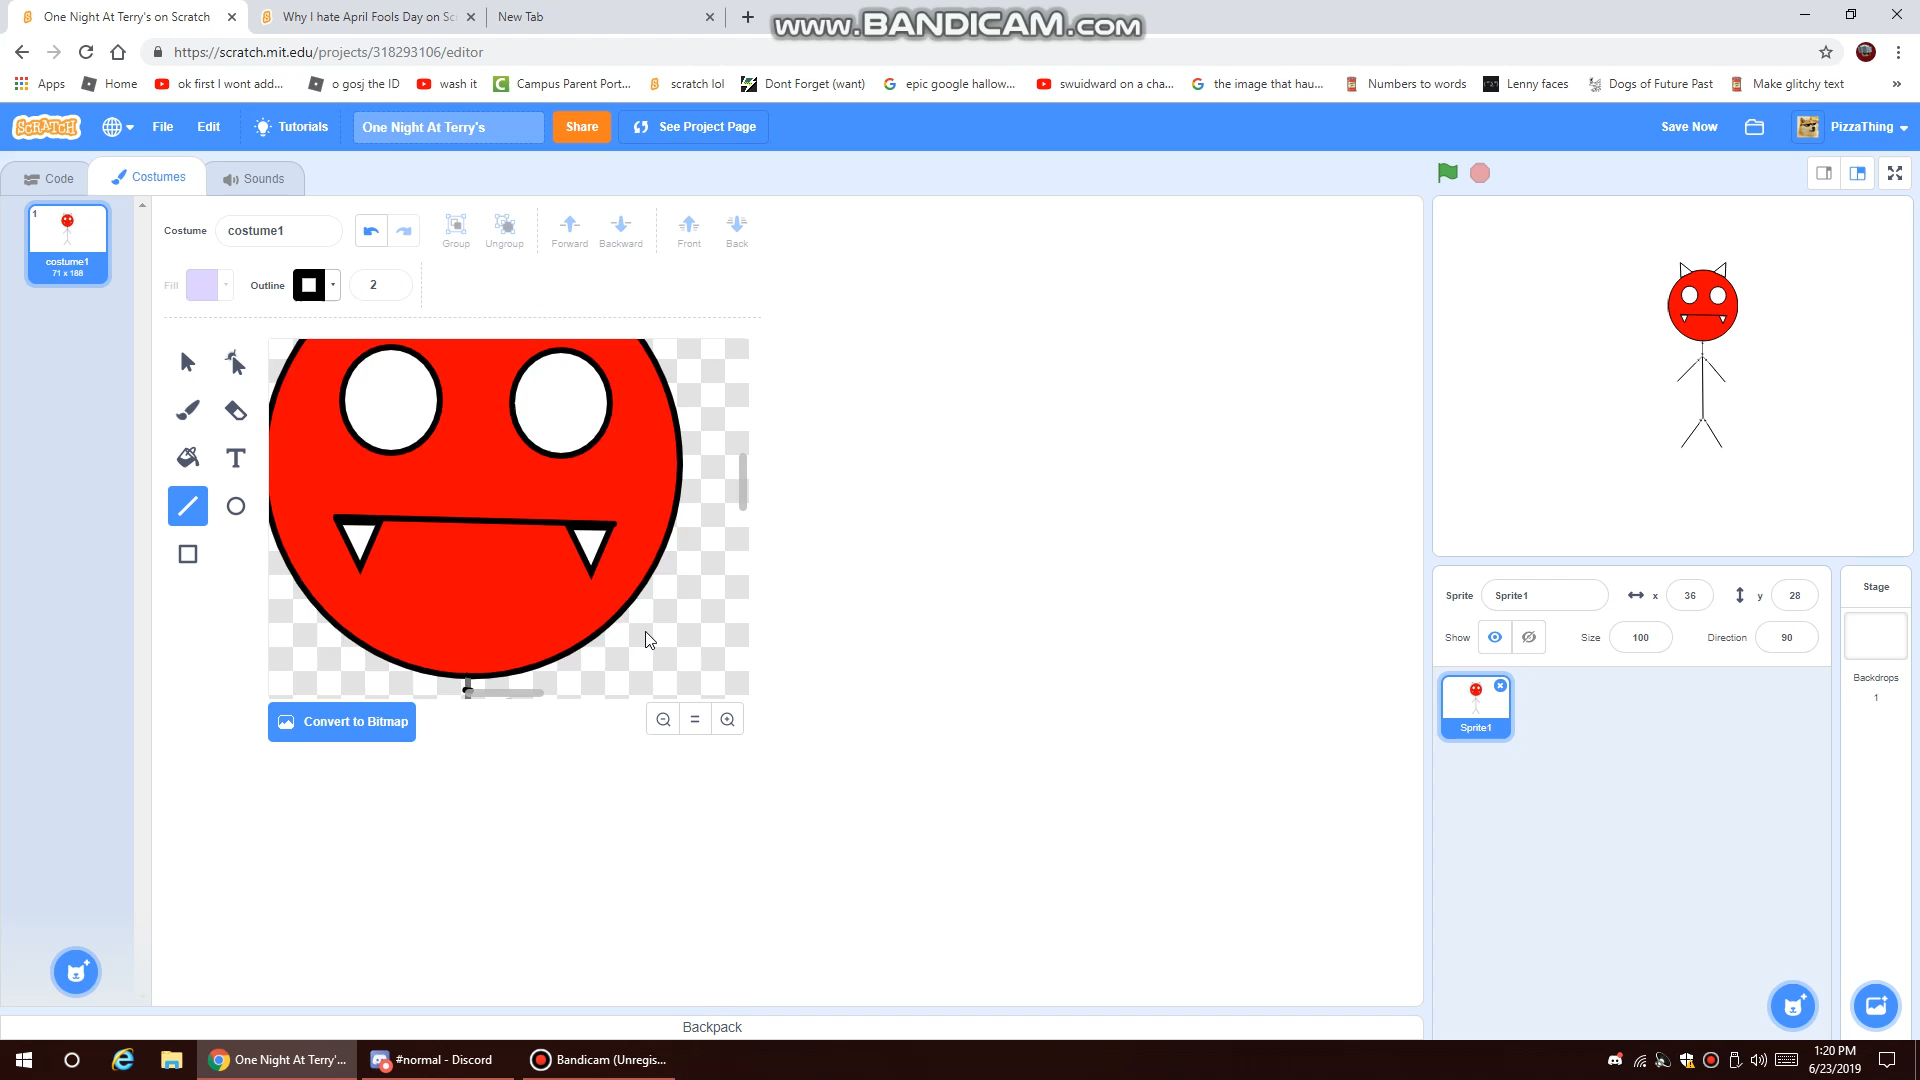 One Night At Terry's on Scratch
Why I hate April Fools Day on Sc
New Tab
www.BANDICAM.com
https://scratch.mit.edu/projects/318293106/editor
Apps
Home
ok first I wont add...
o gosj the ID
wash it
Campus Parent Port...
scratch lol
Dont Forget (want)
epic google hallow...
swuidward on a cha...
the image that hau...
Numbers to words
Lenny faces
Dogs of Future Past
Make glitchy text
»
SCRATCH
File
Edit
Tutorials
One Night At Terry's
Share
See Project Page
Save Now
PizzaThing
Code
Costumes
Sounds
1
costume1
71 x 188
Costume
costume1
Group
Ungroup
Forward
Backward
Front
Back
Fill
Outline
2
T
Convert to Bitmap
Sprite
Sprite1
x
36
y
28
Show
Size
100
Direction
90
Sprite1
Stage
Backdrops
1
Backpack
One Night At Terry'...
#normal - Discord
Bandicam (Unregis...
1:20 PM
6/23/2019